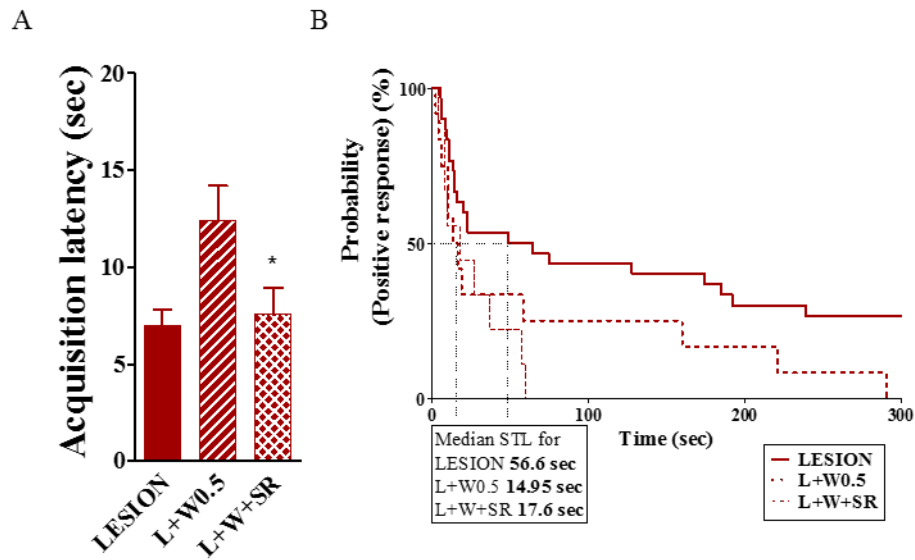 A
B
Acquisition latency (sec)
20
15
10
5
0
LESION
L+W0.5
L+W+SR
*
Probability
(Positive response) (%)
100
50
0
0
100
200
300
Time (sec)
Median STL for
LESION 56.6 sec
L+W0.5 14.95 sec
L+W+SR 17.6 sec
LESION
L+W0.5
L+W+SR